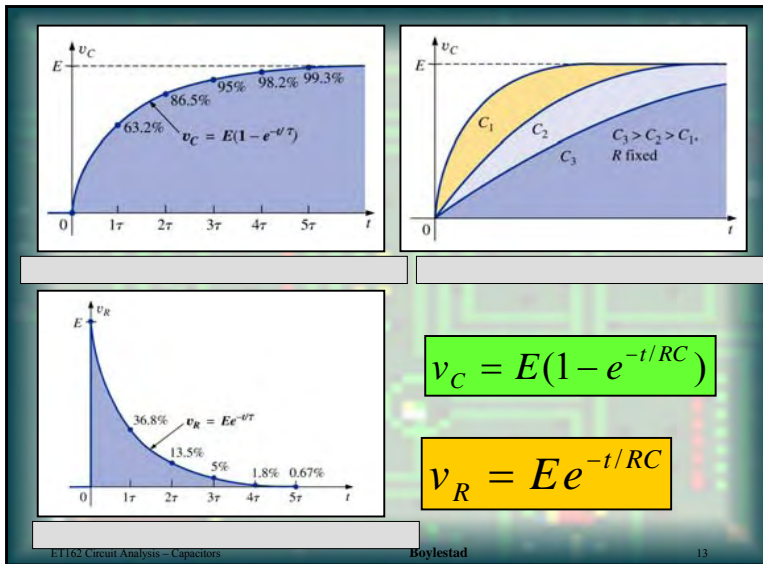 v_C
E
63.2%
86.5%
95%
98.2%
99.3%
v_C = E(1 − e^{−t/τ})
0
1τ 2τ 3τ 4τ 5τ t
v_C
E
C_1
C_2
C_3
C_3 > C_2 > C_1,
R fixed
0
t
v_R
E
36.8%
v_R = Ee^{−t/τ}
13.5%
5%
1.8%
0.67%
0
1τ 2τ 3τ 4τ 5τ t
v_C = E(1 − e^{−t/RC})
v_R = Ee^{−t/RC}
ET162 Circuit Analysis – Capacitors Boylestad 13